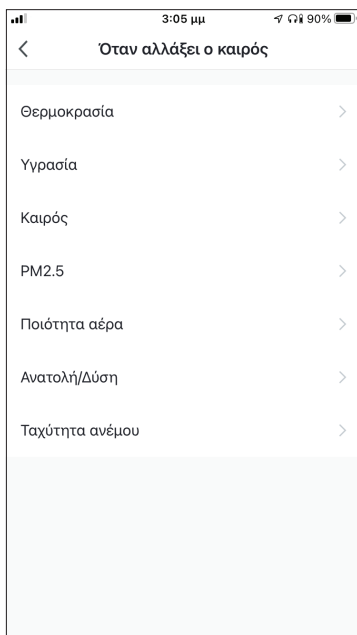 3:05 μμ 90%
Όταν αλλάξει ο καιρός
Θερμοκρασία
Υγρασία
Καιρός
PM2.5
Ποιότητα αέρα
Ανατολή/Δύση
Ταχύτητα ανέμου